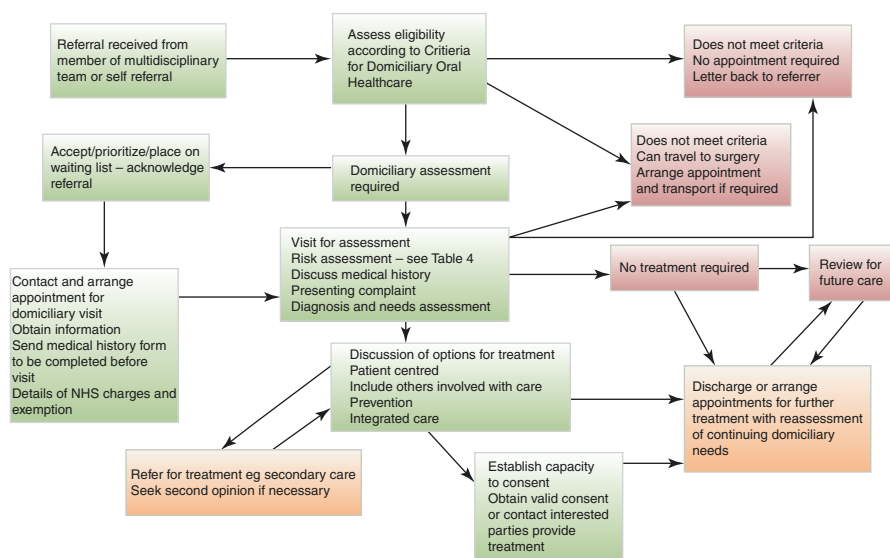 Referral received from
member of multidisciplinary
team or self referral
Assess eligibility
according to Critieria
for Domiciliary Oral
Healthcare
Does not meet criteria
No appointment required
Letter back to referrer
Accept/prioritize/place on
waiting list – acknowledge
referral
Domiciliary assessment
required
Does not meet criteria
Can travel to surgery
Arrange appointment
and transport if required
Visit for assessment
Risk assessment – see Table 4
Discuss medical history
Presenting complaint
Diagnosis and needs assessment
No treatment required
Review for
future care
Contact and arrange
appointment for
domiciliary visit
Obtain information
Send medical history form
to be completed before
visit
Details of NHS charges and
exemption
Discussion of options for treatment
Patient centred
Include others involved with care
Prevention
Integrated care
Discharge or arrange
appointments for further
treatment with reassessment
of continuing domiciliary
needs
Refer for treatment eg secondary care
Seek second opinion if necessary
Establish capacity
to consent
Obtain valid consent
or contact interested
parties provide
treatment